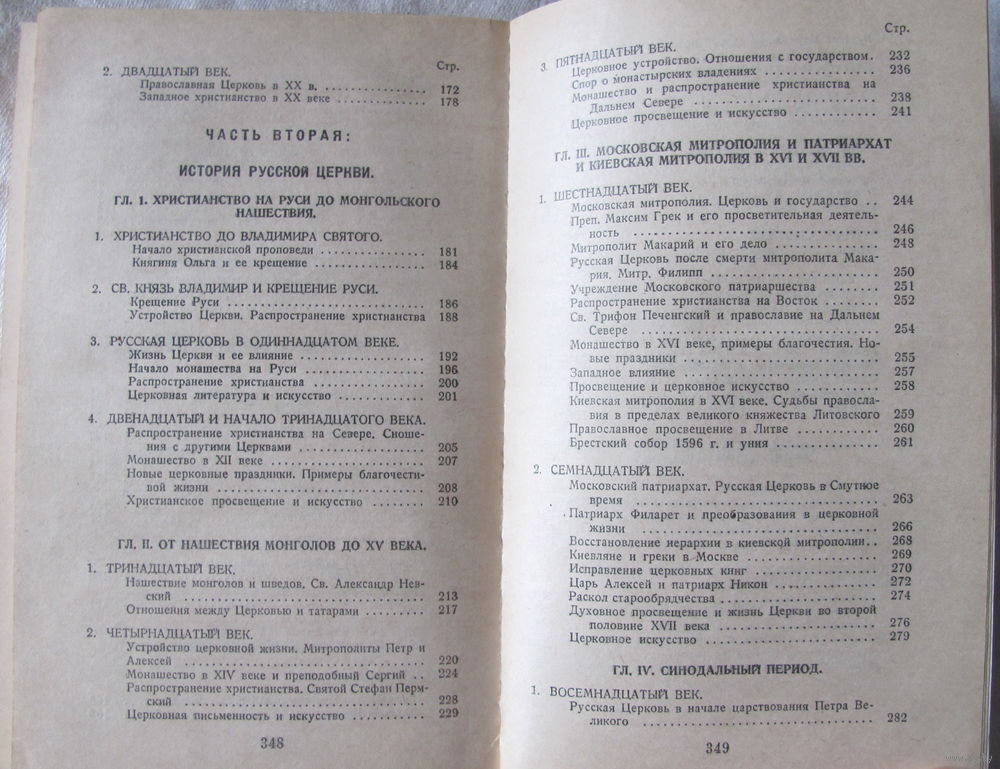 Стр.
2. ДВАДЦАТЫЙ ВЕК.
Православная Церковь в XX в. . . . . . . . . . . . . . 172
Западное христианство в XX веке . . . . . . . . . . . . 178
ЧАСТЬ ВТОРАЯ:
ИСТОРИЯ РУССКОЙ ЦЕРКВИ.
ГЛ. 1. ХРИСТИАНСТВО НА РУСИ ДО МОНГОЛЬСКОГО
НАШЕСТВИЯ.
1. ХРИСТИАНСТВО ДО ВЛАДИМИРА СВЯТОГО.
Начало христианской проповеди . . . . . . . . . . . . 181
Княгиня Ольга и ее крещение . . . . . . . . . . . . 184
2. СВ. КНЯЗЬ ВЛАДИМИР И КРЕЩЕНИЕ РУСИ.
Крещение Руси . . . . . . . . . . . . 186
Устройство Церкви. Распространение христианства 188
3. РУССКАЯ ЦЕРКОВЬ В ОДИННАДЦАТОМ ВЕКЕ.
Жизнь Церкви и ее влияние . . . . . . . . . . . . 192
Начало монашества на Руси . . . . . . . . . . . . 196
Распространение христианства . . . . . . . . . . . . 200
Церковная литература и искусство . . . . . . . . . . 201
4. ДВЕНАДЦАТЫЙ И НАЧАЛО ТРИНАДЦАТОГО ВЕКА.
Распространение христианства на Севере. Сноше-
ния с другими Церквами . . . . . . . . . . . . 205
Монашество в XII веке . . . . . . . . . . . . 207
Новые церковные праздники. Примеры благочести-
вой жизни . . . . . . . . . . . . 208
Христианское просвещение и искусство . . . . . . . . 210
ГЛ. II. ОТ НАШЕСТВИЯ МОНГОЛОВ ДО XV ВЕКА.
1. ТРИНАДЦАТЫЙ ВЕК.
Нашествие монголов и шведов. Св. Александр Нев-
ский . . . . . . . . . . . . 213
Отношения между Церковью и татарами . . . . . . . . 217
2. ЧЕТЫРНАДЦАТЫЙ ВЕК.
Устройство церковной жизни. Митрополиты Петр и
Алексей . . . . . . . . . . . . 220
Монашество в XIV веке и преподобный Сергий . . 224
Распространение христианства. Святой Стефан Перм-
ский . . . . . . . . . . . . 228
Церковная письменность и искусство . . . . . . . . . . 229
348
Стр.
3. ПЯТНАДЦАТЫЙ ВЕК.
Церковное устройство. Отношения с государством. 232
Спор о монастырских владениях . . . . . . . . . . 236
Монашество и распространение христианства на
Дальнем Севере . . . . . . . . . . . . 238
Церковное просвещение и искусство . . . . . . . . . . 241
ГЛ. III. МОСКОВСКАЯ МИТРОПОЛИЯ И ПАТРИАРХАТ
И КИЕВСКАЯ МИТРОПОЛИЯ В XVI И XVII ВВ.
1. ШЕСТНАДЦАТЫЙ ВЕК.
Московская митрополия. Церковь и государство . . 244
Преп. Максим Грек и его просветительная деятель-
ность . . . . . . . . . . . . 246
Митрополит Макарий и его дело . . . . . . . . . . 248
Русская Церковь после смерти митрополита Мака-
рия. Митр. Филипп . . . . . . . . . . . . 250
Учреждение Московского патриаршества . . . . . . 251
Распространение христианства на Восток . . . . . . 252
Св. Трифон Печенгский и православие на Дальнем
Севере . . . . . . . . . . . . 254
Монашество в XVI веке, примеры благочестия. Но-
вые праздники . . . . . . . . . . . . 255
Западное влияние . . . . . . . . . . . . 257
Просвещение и церковное искусство . . . . . . . . 258
Киевская митрополия в XVI веке. Судьбы правосла-
вия в пределах великого княжества Литовского 259
Православное просвещение в Литве . . . . . . . . 260
Брестский собор 1596 г. и уния . . . . . . . . . . 261
2. СЕМНАДЦАТЫЙ ВЕК.
Московский патриархат. Русская Церковь в Смутное
время . . . . . . . . . . . . 263
Патриарх Филарет и преобразования в церковной
жизни . . . . . . . . . . . . 266
Восстановление иерархии в киевской митрополии. . 268
Киевляне и греки в Москве . . . . . . . . . . . . 269
Исправление церковных книг . . . . . . . . . . . . 270
Царь Алексей и патриарх Никон . . . . . . . . . . 272
Раскол старообрядчества . . . . . . . . . . . . 274
Духовное просвещение и жизнь Церкви во второй
половине XVII века . . . . . . . . . . . . 276
Церковное искусство . . . . . . . . . . . . 279
ГЛ. IV. СИНОДАЛЬНЫЙ ПЕРИОД.
1. ВОСЕМНАДЦАТЫЙ ВЕК.
Русская Церковь в начале царствования Петра Ве-
ликого . . . . . . . . . . . . 282
349